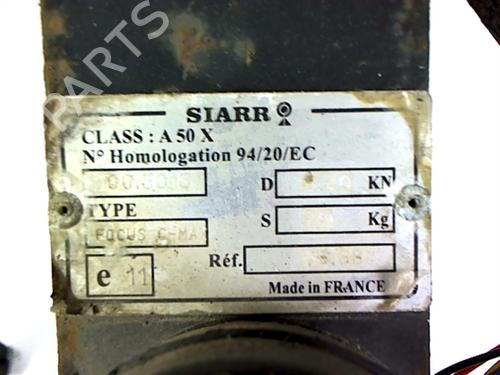 PARTS
SIARR
CLASS : A 50 X
N° Homologation 94/20/EC
D KN
TYPE S Kg
FOCUS C-MAX
e 11 Réf.
Made in FRANCE